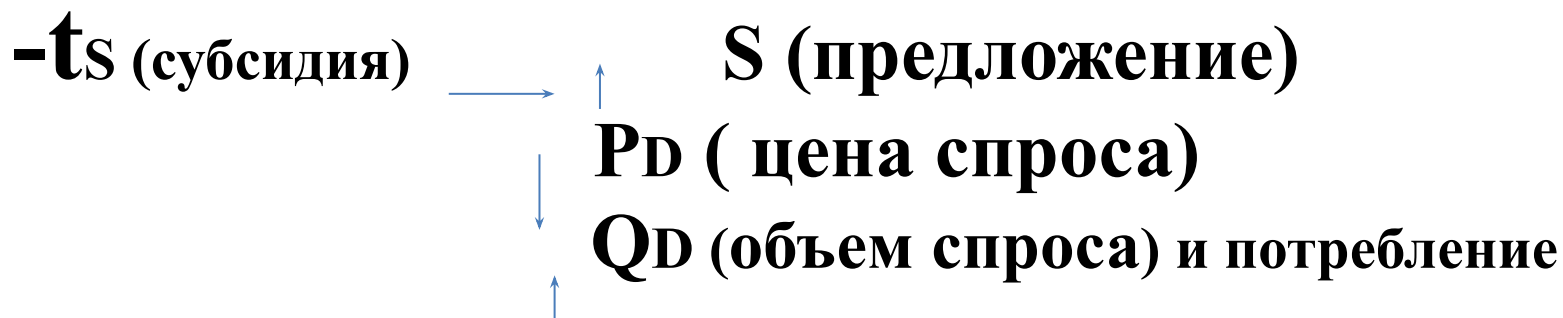 -tS (субсидия) S (предложение)
PD ( цена спроса)
QD (объем спроса) и потребление